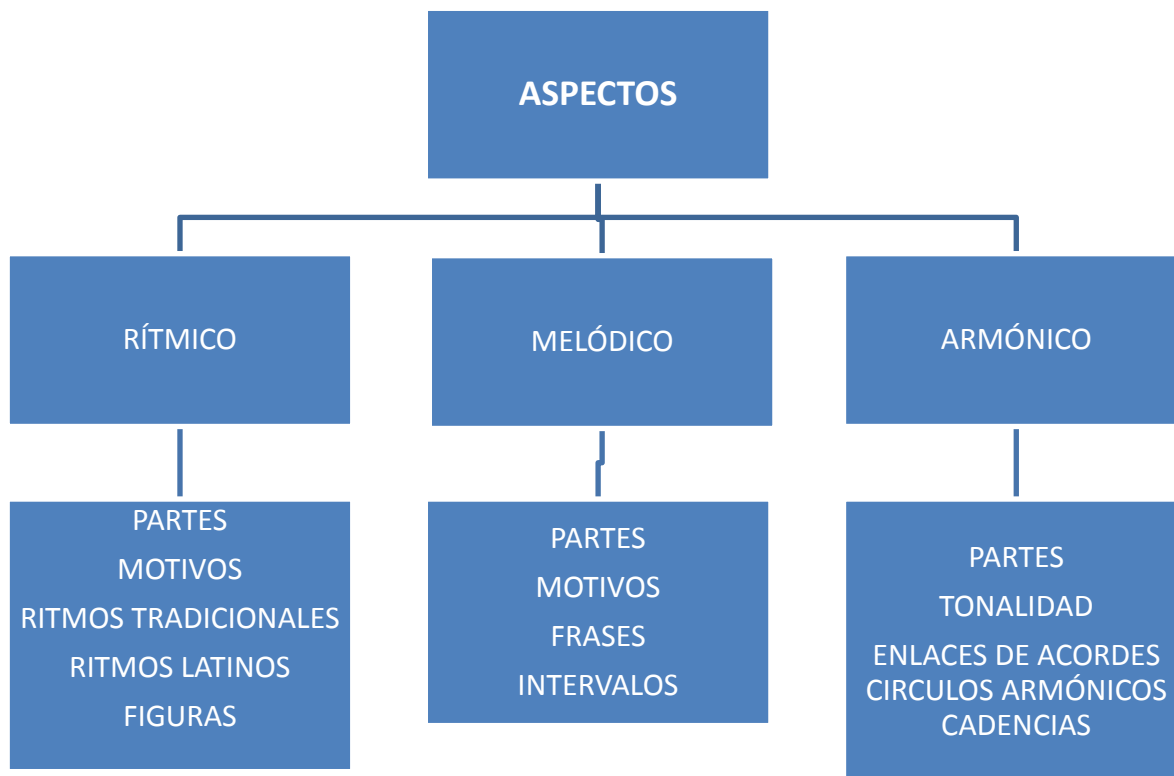 ASPECTOS
RÍTMICO
MELÓDICO
ARMÓNICO
PARTES
MOTIVOS
RITMOS TRADICIONALES
RITMOS LATINOS
FIGURAS
PARTES
MOTIVOS
FRASES
INTERVALOS
PARTES
TONALIDAD
ENLACES DE ACORDES
CIRCULOS ARMÓNICOS
CADENCIAS